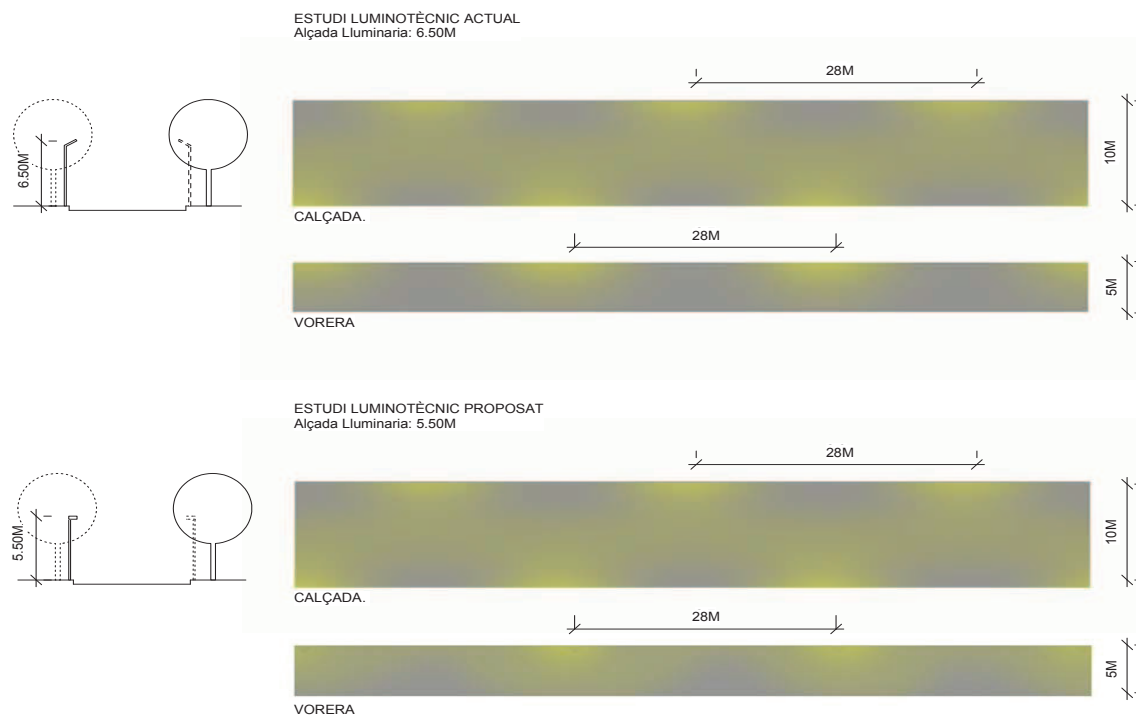 ESTUDI LUMINOTÈCNIC ACTUAL
Alçada Lluminaria: 6.50M
28M
6.50M
10M
CALÇADA.
28M
5M
VORERA
ESTUDI LUMINOTÈCNIC PROPOSAT
Alçada Lluminaria: 5.50M
28M
5.50M
10M
CALÇADA.
28M
5M
VORERA